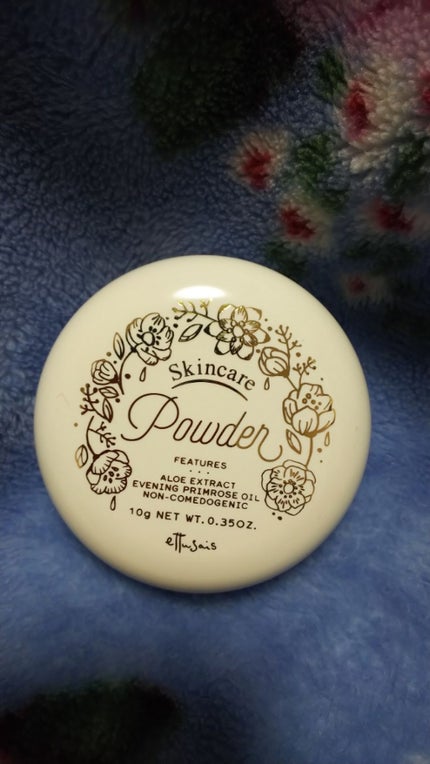 Skincare
Powder
FEATURES
...
ALOE EXTRACT
EVENING PRIMROSE OIL
NON-COMEDOGENIC
10g NET WT. 0.35OZ.
ettusais